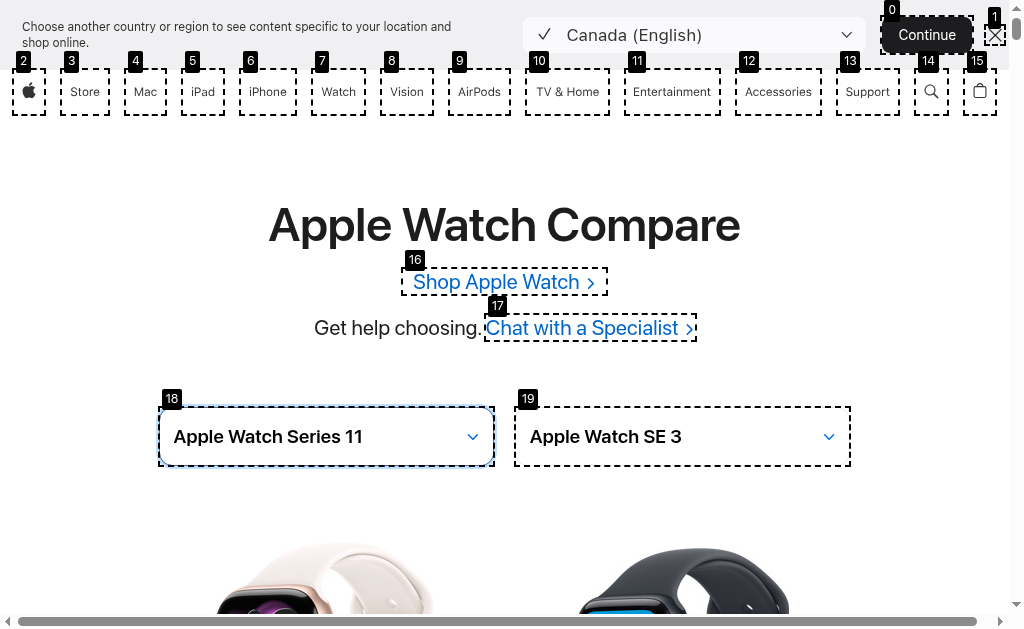 Choose another country or region to see content specific to your location and
shop online.
Canada (English)
0
Continue
1
2
3
Store
4
Mac
5
iPad
6
iPhone
7
Watch
8
Vision
9
AirPods
10
TV & Home
11
Entertainment
12
Accessories
13
Support
14
15
Apple Watch Compare
16
Shop Apple Watch >
17
Get help choosing. Chat with a Specialist >
18
Apple Watch Series 11
19
Apple Watch SE 3